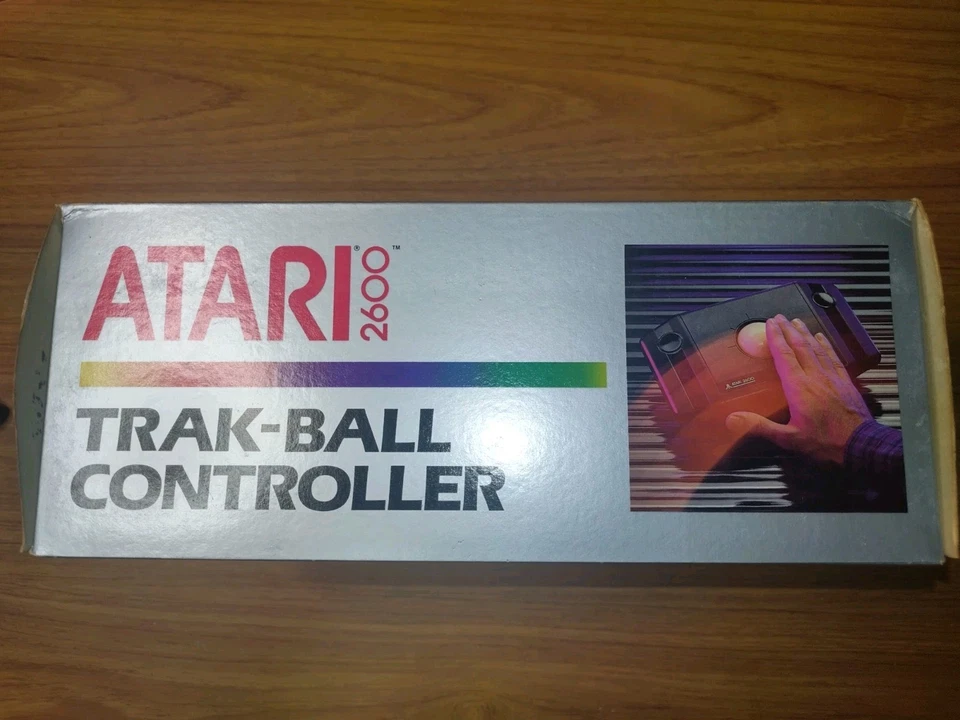 ATARI® 2600™
TRAK-BALL
CONTROLLER